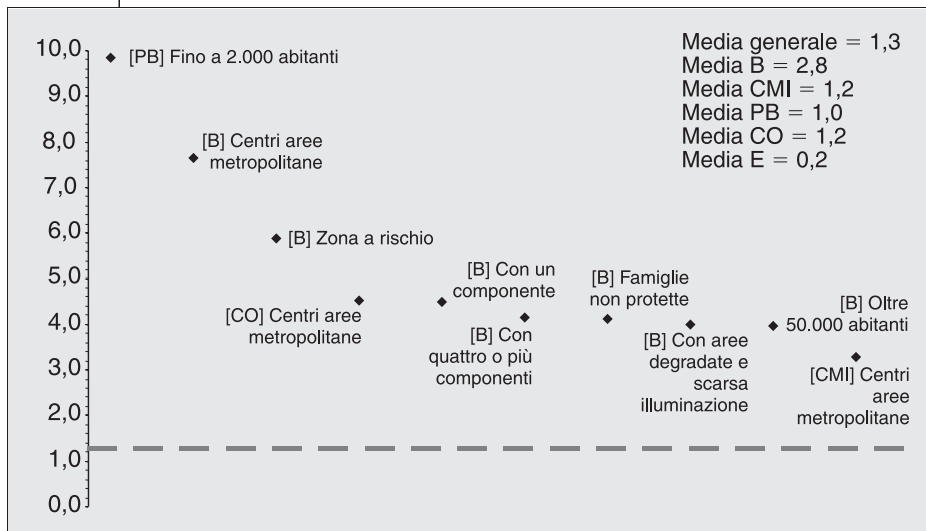 10,0
9,0
8,0
7,0
6,0
5,0
4,0
3,0
2,0
1,0
0,0
[PB] Fino a 2.000 abitanti
[B] Centri aree
metropolitane
[B] Zona a rischio
[CO] Centri aree
metropolitane
[B] Con un
componente
[B] Con
quattro o più
componenti
[B] Famiglie
non protette
[B] Con aree
degradate e
scarsa
illuminazione
[B] Oltre
50.000 abitanti
[CMI] Centri
aree
metropolitane
Media generale = 1,3
Media B = 2,8
Media CMI = 1,2
Media PB = 1,0
Media CO = 1,2
Media E = 0,2